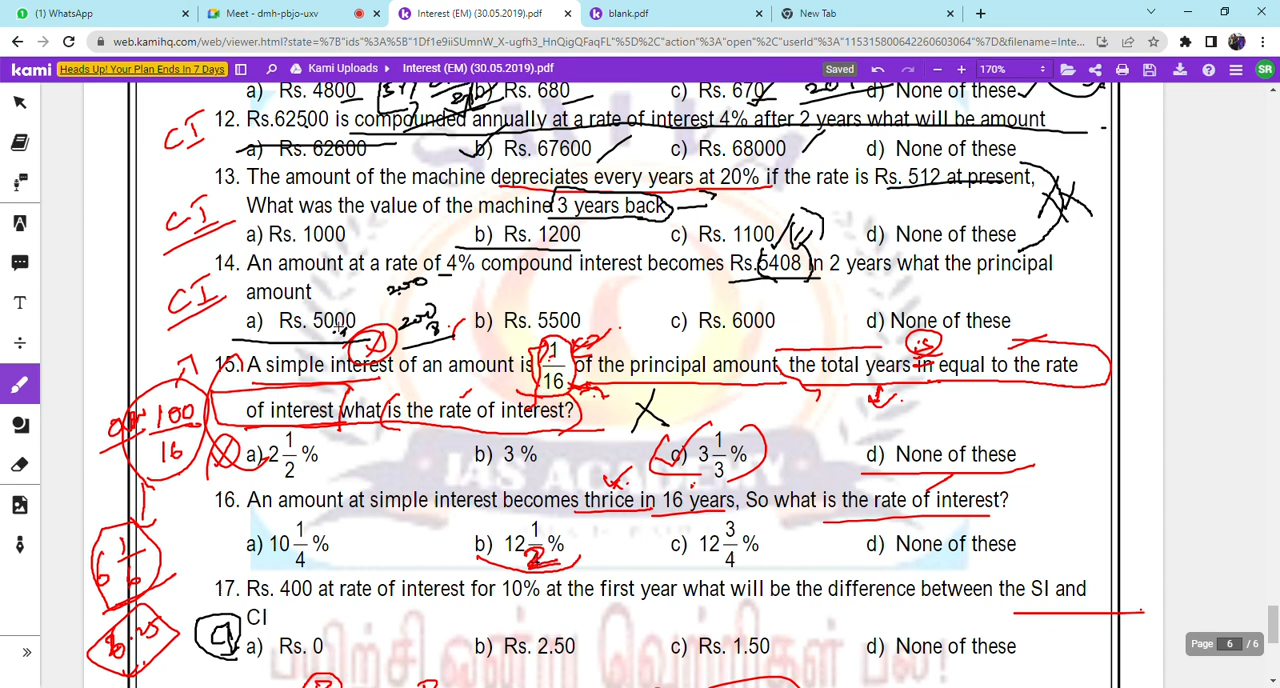 (1) WhatsApp
Meet - dmh-pbjo-uxv
Interest (EM) (30.05.2019).pdf
blank.pdf
New Tab
web.kamihq.com/web/viewer.html?state=%7B"ids"%3A%5B"1Df1e9iiSUmnW_X-ugfh3_HnQigQFaqFL"%5D%2C"action"%3A"open"%2C"userId"%3A"115315800642260603064"%7D&filename=Inte...
kami
Heads Up! Your Plan Ends In 7 Days
Kami Uploads
Interest (EM) (30.05.2019).pdf
Saved
170%
SR
a) Rs. 4800 b) Rs. 680 c) Rs. 670 d) None of these
12. Rs.62500 is compounded annually at a rate of interest 4% after 2 years what will be amount
a) Rs. 62600 b) Rs. 67600 c) Rs. 68000 d) None of these
CI
13. The amount of the machine depreciates every years at 20% if the rate is Rs. 512 at present,
What was the value of the machine 3 years back
CI
a) Rs. 1000 b) Rs. 1200 c) Rs. 1100 d) None of these
14. An amount at a rate of 4% compound interest becomes Rs.5408 in 2 years what the principal
amount
CI
200
200
8
a) Rs. 5000 b) Rs. 5500 c) Rs. 6000 d) None of these
is
15. A simple interest of an amount is 1/16 of the principal amount, the total years in equal to the rate
of interest what is the rate of interest?
100
16
a) 2 1/2 % b) 3 % c) 3 1/3 % d) None of these
16. An amount at simple interest becomes thrice in 16 years, So what is the rate of interest?
a) 10 1/4 % b) 12 1/2 % c) 12 3/4 % d) None of these
17. Rs. 400 at rate of interest for 10% at the first year what will be the difference between the SI and
CI
a) Rs. 0 b) Rs. 2.50 c) Rs. 1.50 d) None of these
IAS ACADEMY
Page 6 / 6